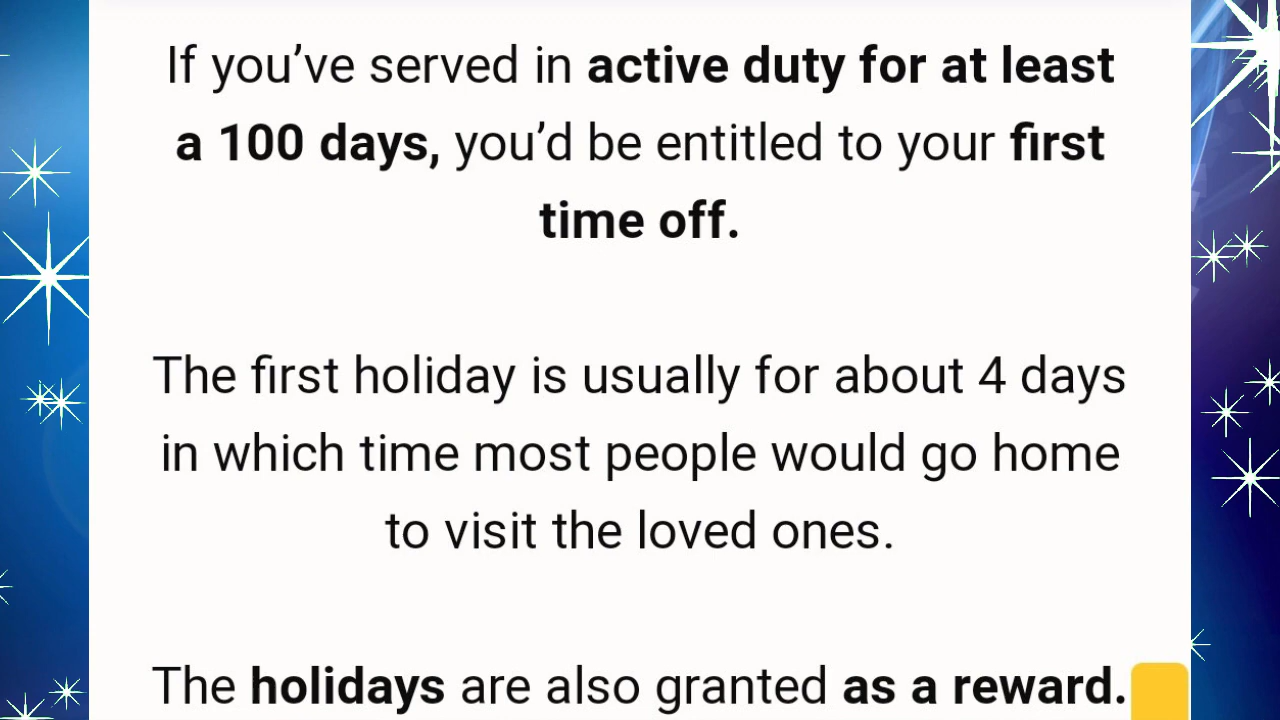 If you’ve served in active duty for at least
a 100 days, you’d be entitled to your first
time off.
The first holiday is usually for about 4 days
in which time most people would go home
to visit the loved ones.
The holidays are also granted as a reward.